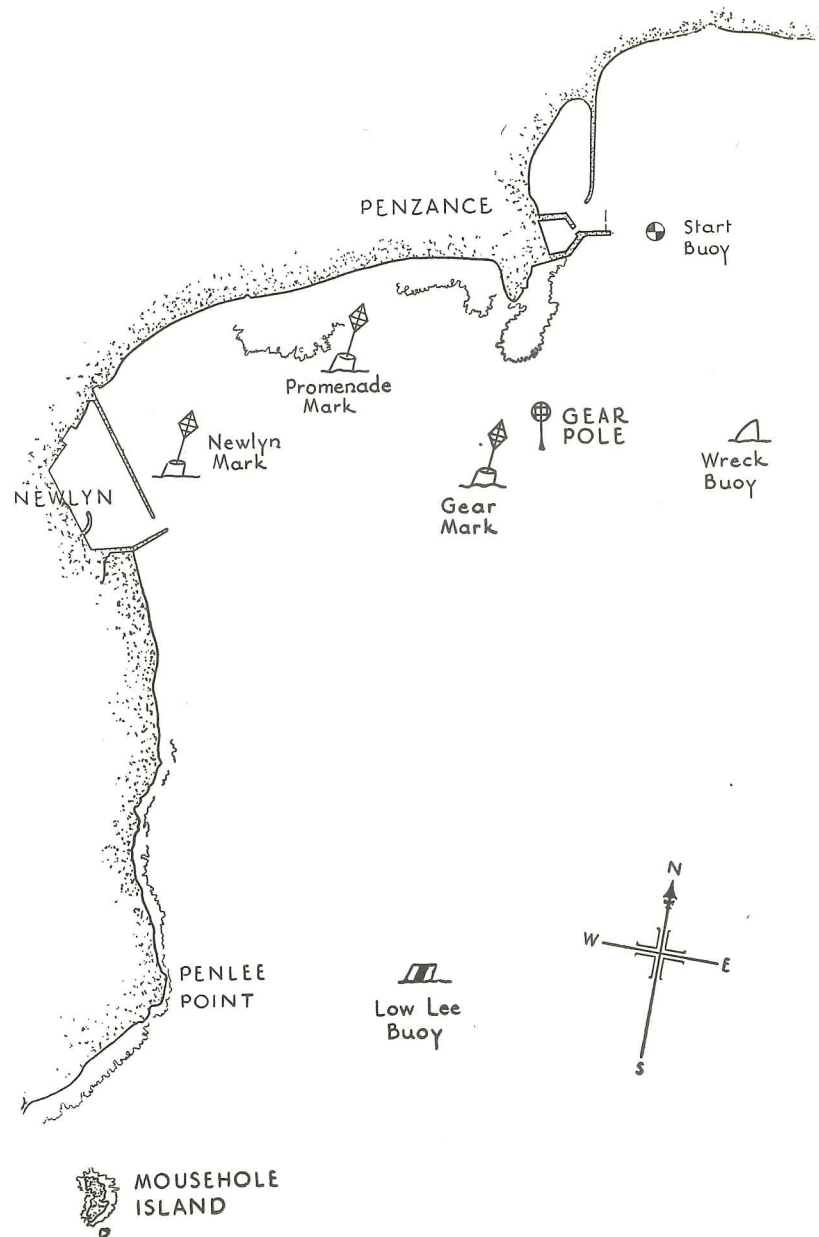 PENZANCE
Start
Buoy
Promenade
Mark
Newlyn
Mark
GEAR
POLE
Gear
Mark
Wreck
Buoy
NEWLYN
N
W
E
S
PENLEE
POINT
Low Lee
Buoy
MOUSEHOLE
ISLAND